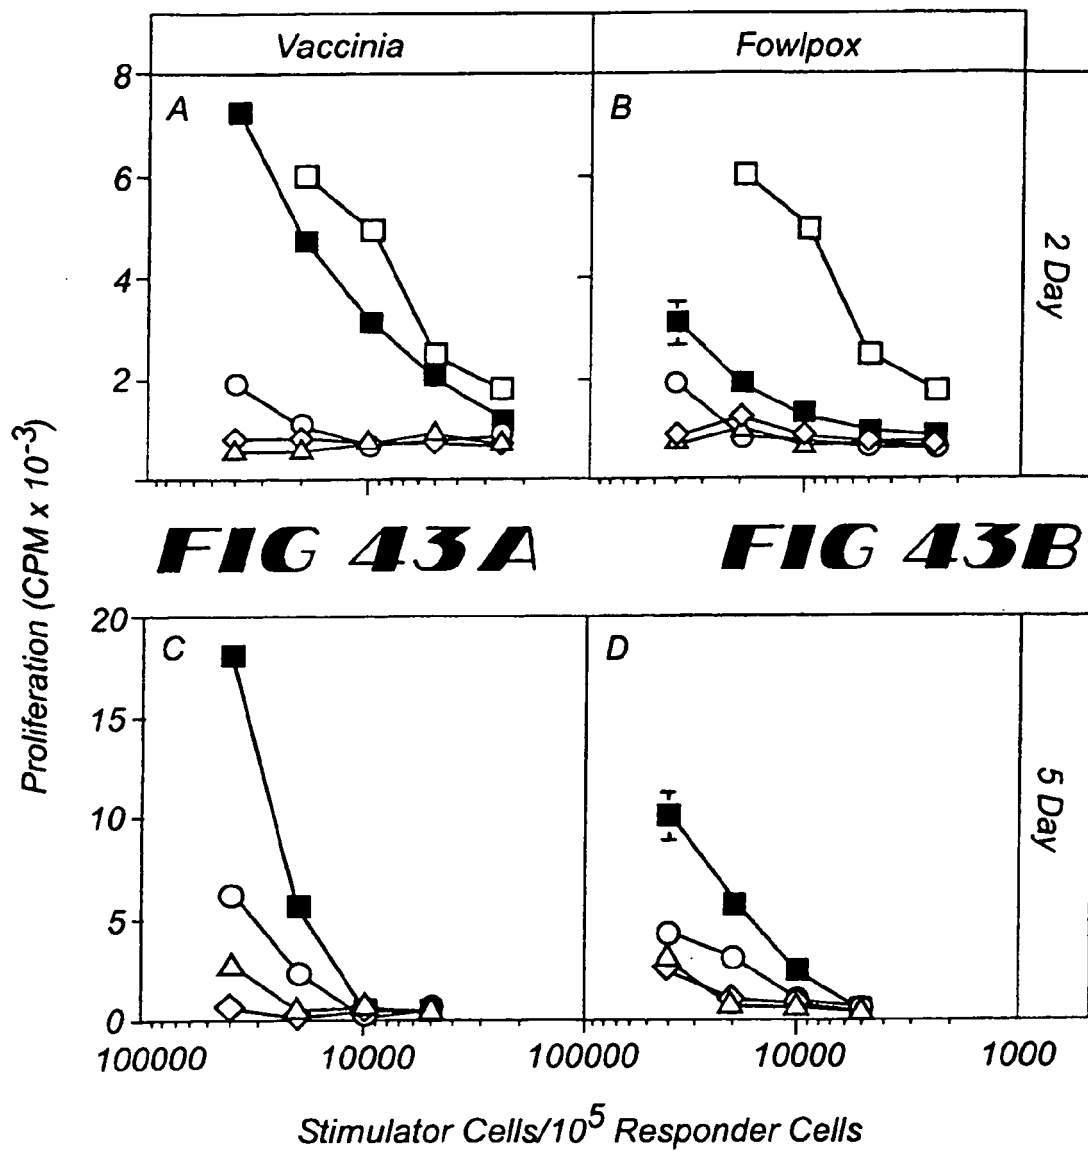 Vaccinia
Fowlpox
8
6
4
2
A
B
2 Day
FIG 43A
FIG 43B
Proliferation (CPM x 10⁻³)
20
15
10
5
0
C
D
5 Day
100000
10000
100000
10000
1000
Stimulator Cells/10⁵ Responder Cells